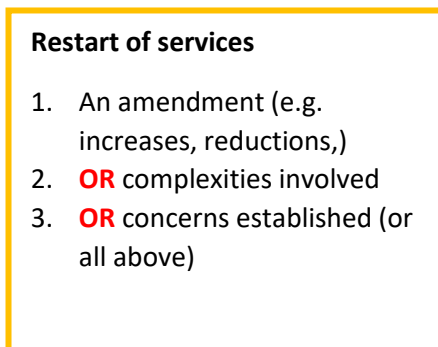 Restart of services
1. An amendment (e.g.
increases, reductions,)
2. OR complexities involved
3. OR concerns established (or
all above)